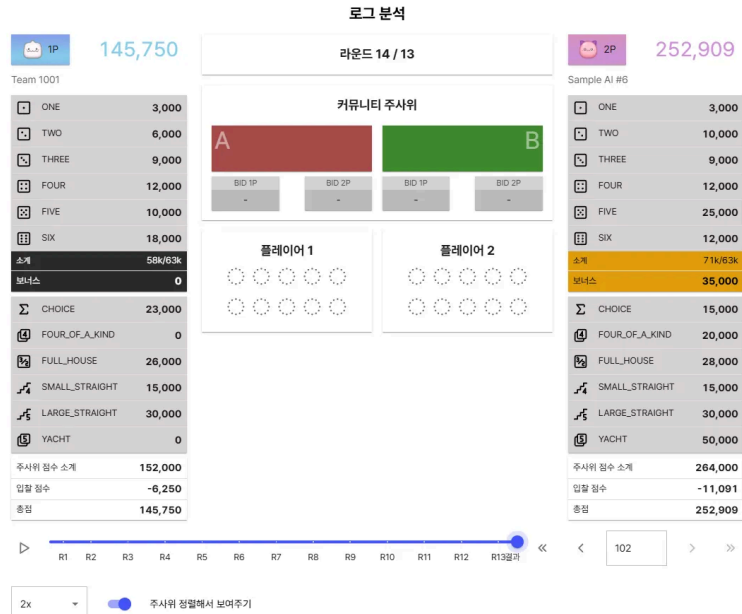 로그 분석
1P 145,750
Team 1001
ONE 3,000
TWO 6,000
THREE 9,000
FOUR 12,000
FIVE 10,000
SIX 18,000
소계 58k/63k
보너스 0
CHOICE 23,000
FOUR_OF_A_KIND 0
FULL_HOUSE 26,000
SMALL_STRAIGHT 15,000
LARGE_STRAIGHT 30,000
YACHT 0
주사위 점수 소계 152,000
입찰 점수 -6,250
총점 145,750
라운드 14 / 13
커뮤니티 주사위
A B
BID 1P BID 2P BID 1P BID 2P
- - - -
플레이어 1 플레이어 2
2P 252,909
Sample AI #6
ONE 3,000
TWO 10,000
THREE 9,000
FOUR 12,000
FIVE 25,000
SIX 12,000
소계 71k/63k
보너스 35,000
CHOICE 15,000
FOUR_OF_A_KIND 20,000
FULL_HOUSE 28,000
SMALL_STRAIGHT 15,000
LARGE_STRAIGHT 30,000
YACHT 50,000
주사위 점수 소계 264,000
입찰 점수 -11,091
총점 252,909
R1 R2 R3 R4 R5 R6 R7 R8 R9 R10 R11 R12 R13결과
102
2x 주사위 정렬해서 보여주기